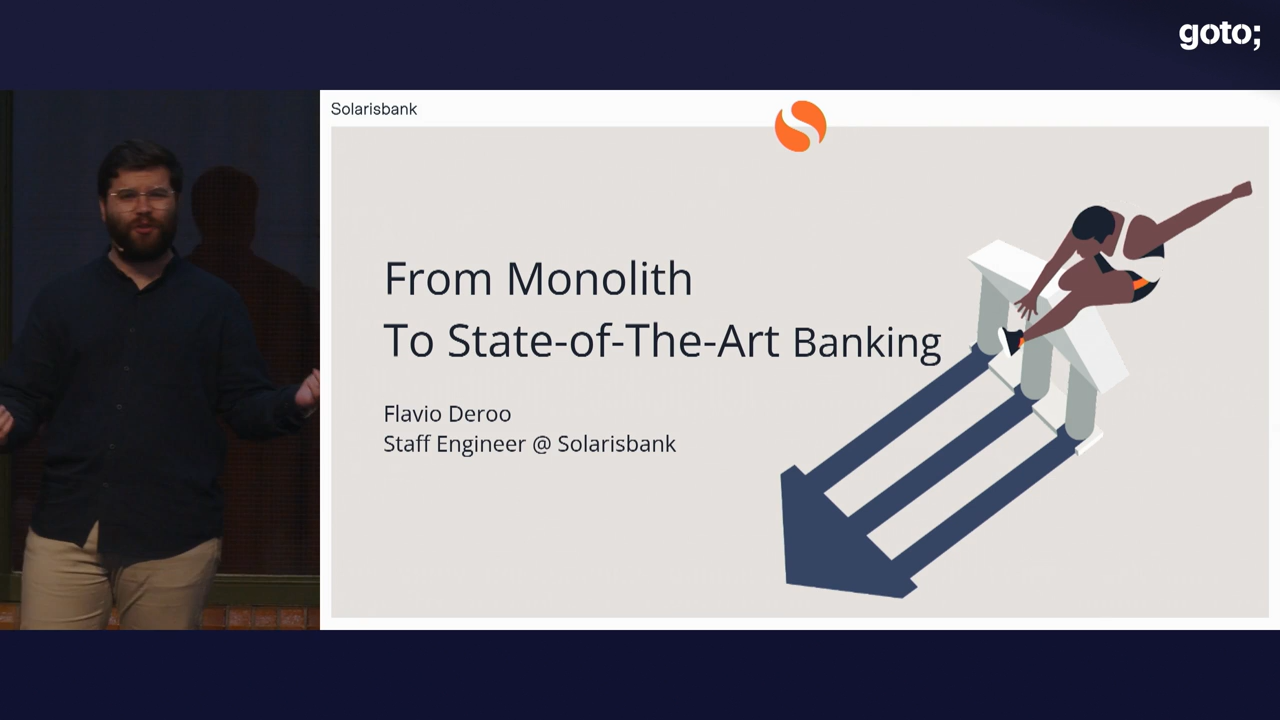 goto;
Solarisbank
From Monolith
To State-of-The-Art Banking
Flavio Deroo
Staff Engineer @ Solarisbank